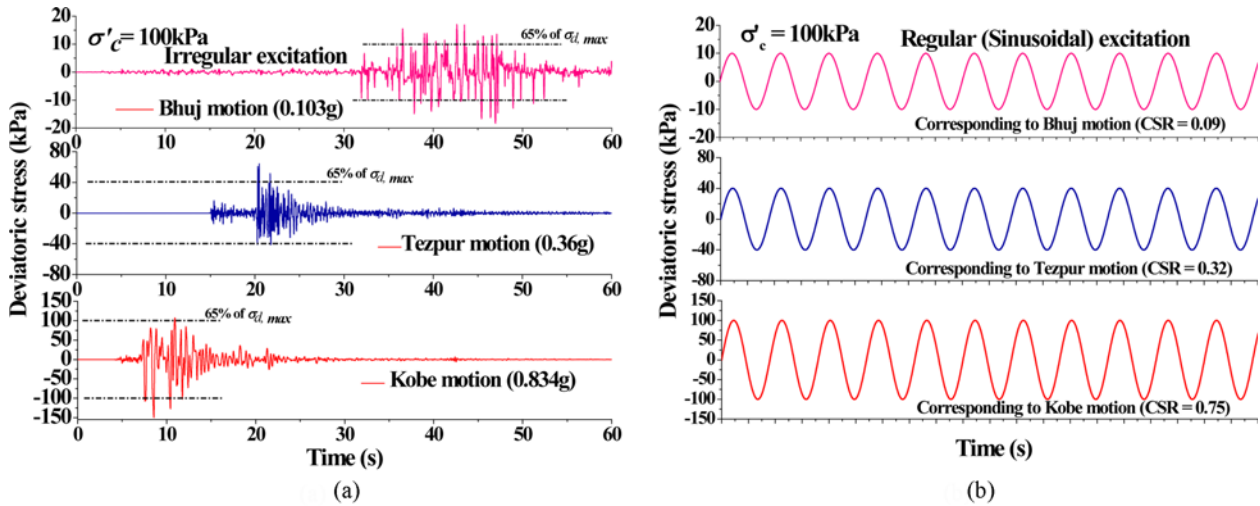 σ'c = 100kPa
Irregular excitation
65% of σd, max
Bhuj motion (0.103g)
20
10
0
-10
-20
0 10 20 30 40 50 60
65% of σd, max
Tezpur motion (0.36g)
80
40
0
-40
-80
0 10 20 30 40 50 60
65% of σd, max
Kobe motion (0.834g)
150
100
50
0
-50
-100
-150
0 10 20 30 40 50 60
Deviatoric stress (kPa)
Time (s)
(a)
σ'c = 100kPa
Regular (Sinusoidal) excitation
Corresponding to Bhuj motion (CSR = 0.09)
20
10
0
-10
-20
Corresponding to Tezpur motion (CSR = 0.32)
80
40
0
-40
-80
Corresponding to Kobe motion (CSR = 0.75)
150
100
50
0
-50
-100
-150
Deviatoric stress (kPa)
Time (s)
(b)